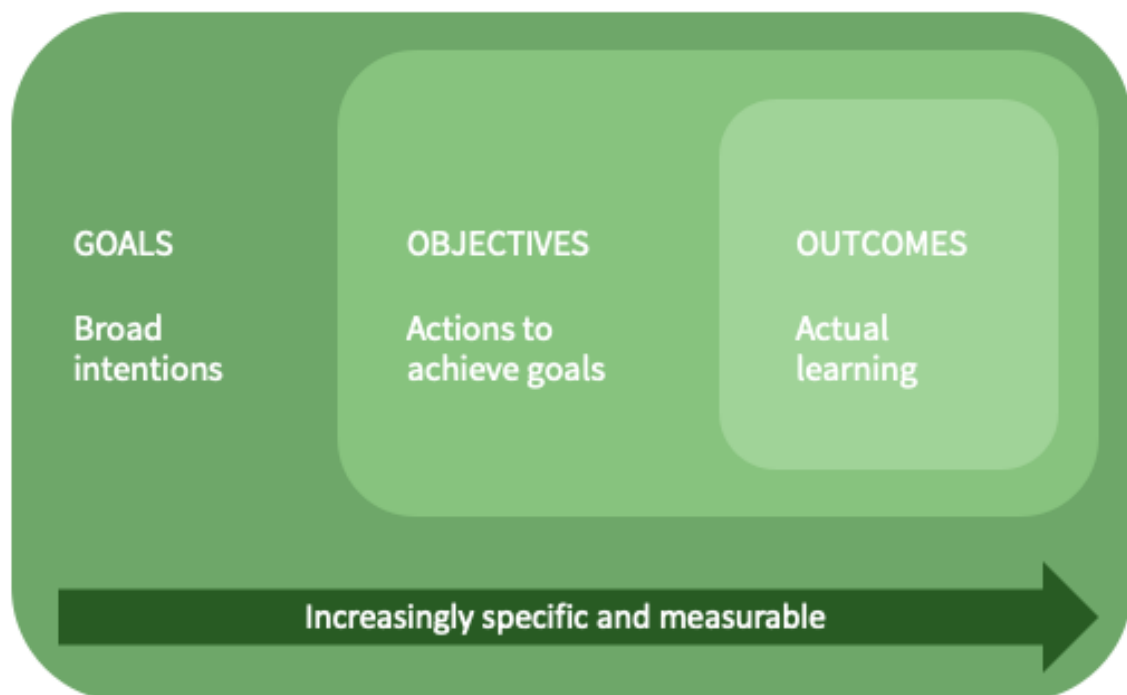 GOALS
Broad
intentions
OBJECTIVES
Actions to
achieve goals
OUTCOMES
Actual
learning
Increasingly specific and measurable